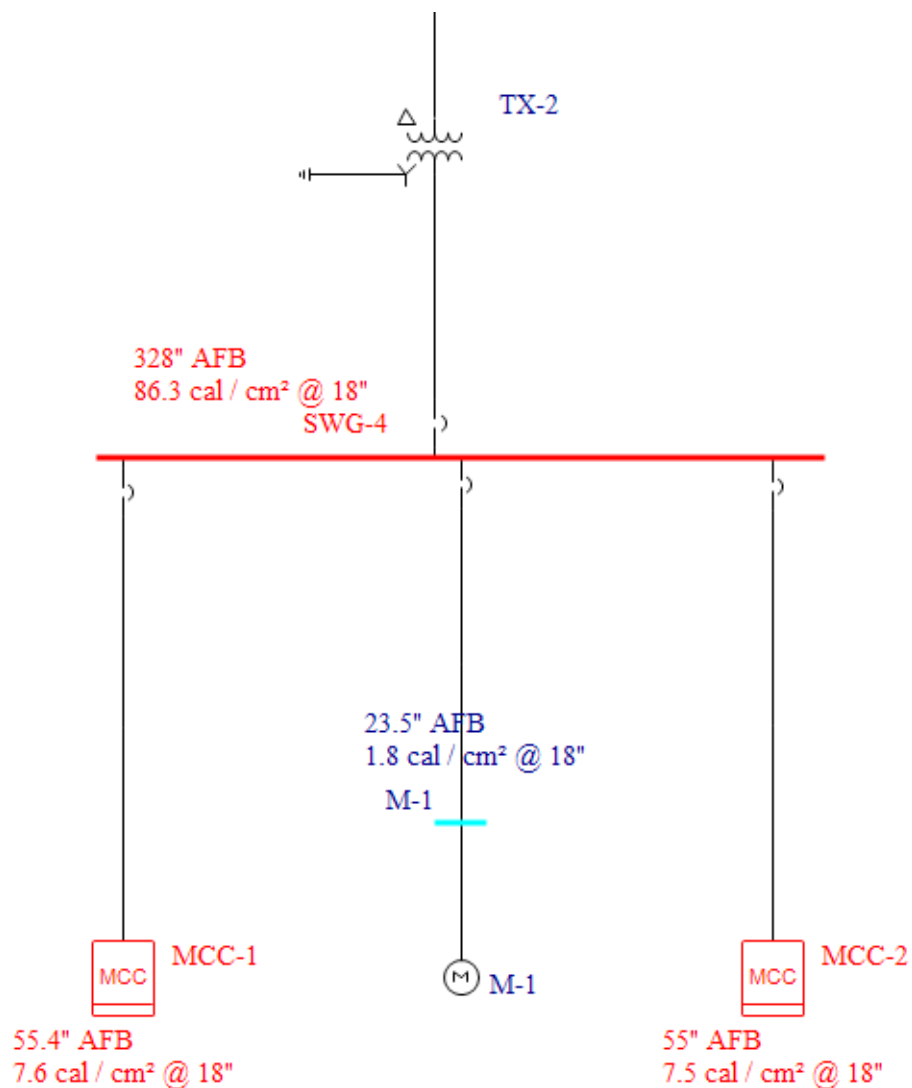 TX-2
328" AFB
86.3 cal / cm² @ 18"
SWG-4
23.5" AFB
1.8 cal / cm² @ 18"
M-1
MCC
MCC-1
M
M-1
MCC
MCC-2
55.4" AFB
7.6 cal / cm² @ 18"
55" AFB
7.5 cal / cm² @ 18"